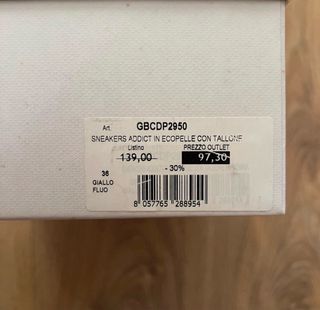 Art. GBCDP2950
SNEAKERS ADDICT IN ECOPELLE CON TALLONE
Listino PREZZO OUTLET
139,00 97,30
- 30%
36
GIALLO
FLUO
8 057765 288954